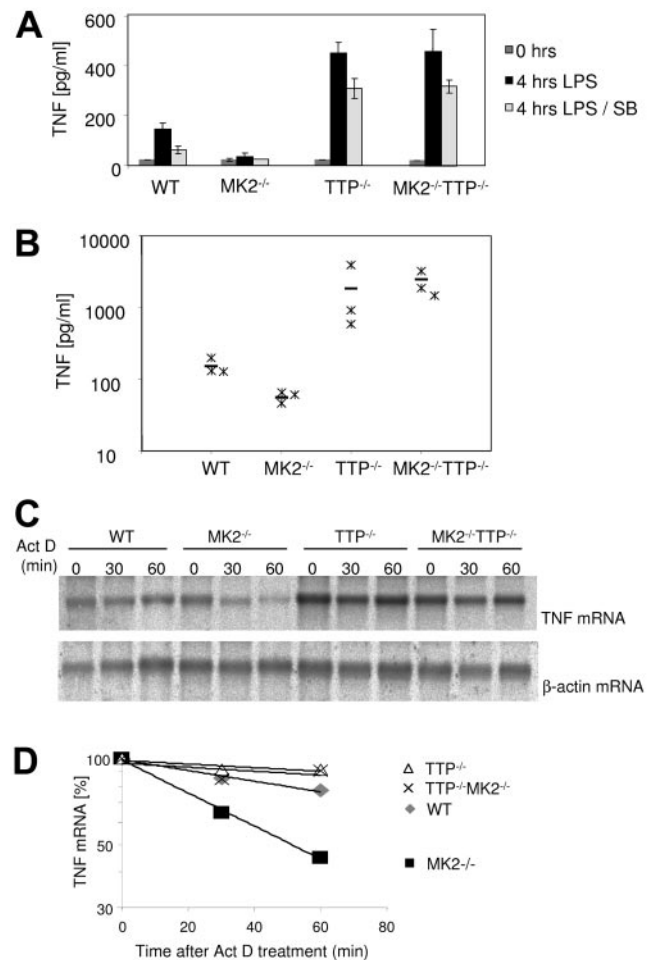 A
TNF [pg/ml]
600
400
200
0
WT
MK2-/-
TTP-/-
MK2-/-TTP-/-
0 hrs
4 hrs LPS
4 hrs LPS / SB
B
TNF [pg/ml]
10000
1000
100
10
WT
MK2-/-
TTP-/-
MK2-/-TTP-/-
C
WT MK2-/- TTP-/- MK2-/-TTP-/-
Act D
(min)
0 30 60 0 30 60 0 30 60 0 30 60
TNF mRNA
β-actin mRNA
D
TNF mRNA [%]
100
50
30
0 20 40 60 80
Time after Act D treatment (min)
TTP-/-
TTP-/-MK2-/-
WT
MK2-/-